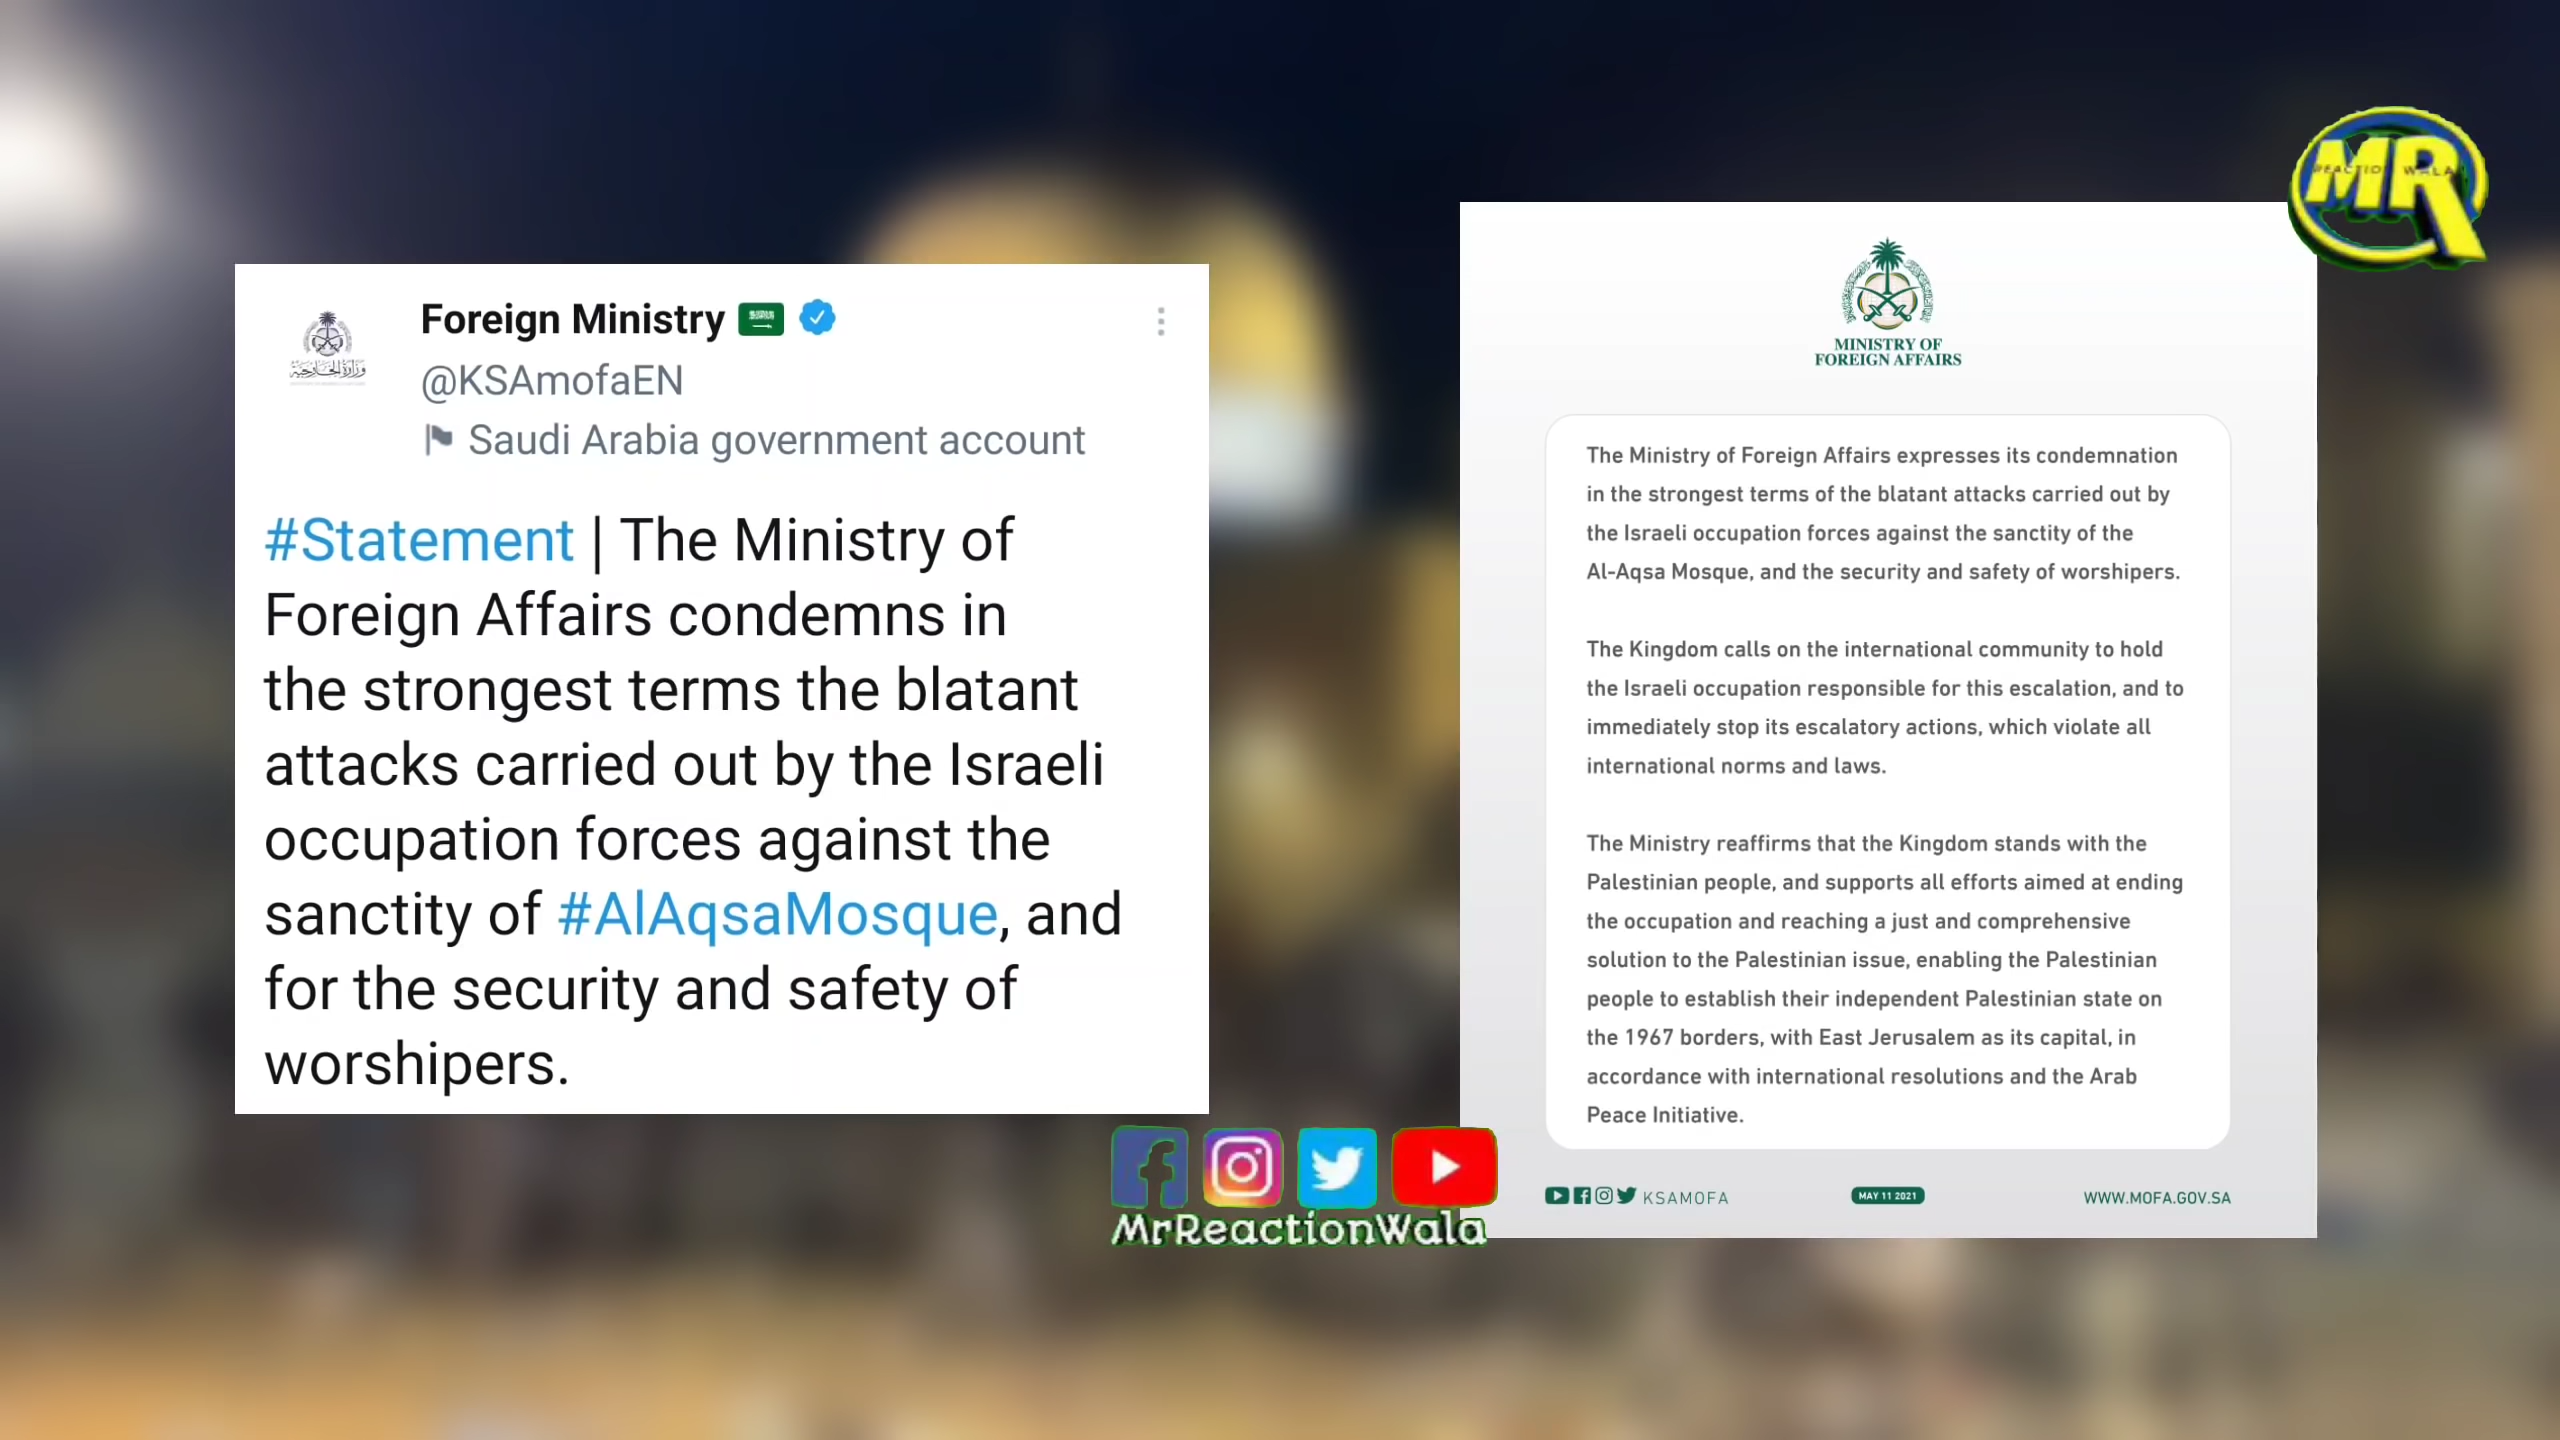 Foreign Ministry
@KSAmofaEN
Saudi Arabia government account
#Statement | The Ministry of
Foreign Affairs condemns in
the strongest terms the blatant
attacks carried out by the Israeli
occupation forces against the
sanctity of #AlAqsaMosque, and
for the security and safety of
worshipers.
MR
REACTION WALA
MINISTRY OF
FOREIGN AFFAIRS
The Ministry of Foreign Affairs expresses its condemnation
in the strongest terms of the blatant attacks carried out by
the Israeli occupation forces against the sanctity of the
Al-Aqsa Mosque, and the security and safety of worshipers.
The Kingdom calls on the international community to hold
the Israeli occupation responsible for this escalation, and to
immediately stop its escalatory actions, which violate all
international norms and laws.
The Ministry reaffirms that the Kingdom stands with the
Palestinian people, and supports all efforts aimed at ending
the occupation and reaching a just and comprehensive
solution to the Palestinian issue, enabling the Palestinian
people to establish their independent Palestinian state on
the 1967 borders, with East Jerusalem as its capital, in
accordance with international resolutions and the Arab
Peace Initiative.
KSAMOFA
MAY 11 2021
WWW.MOFA.GOV.SA
MrReactionWala